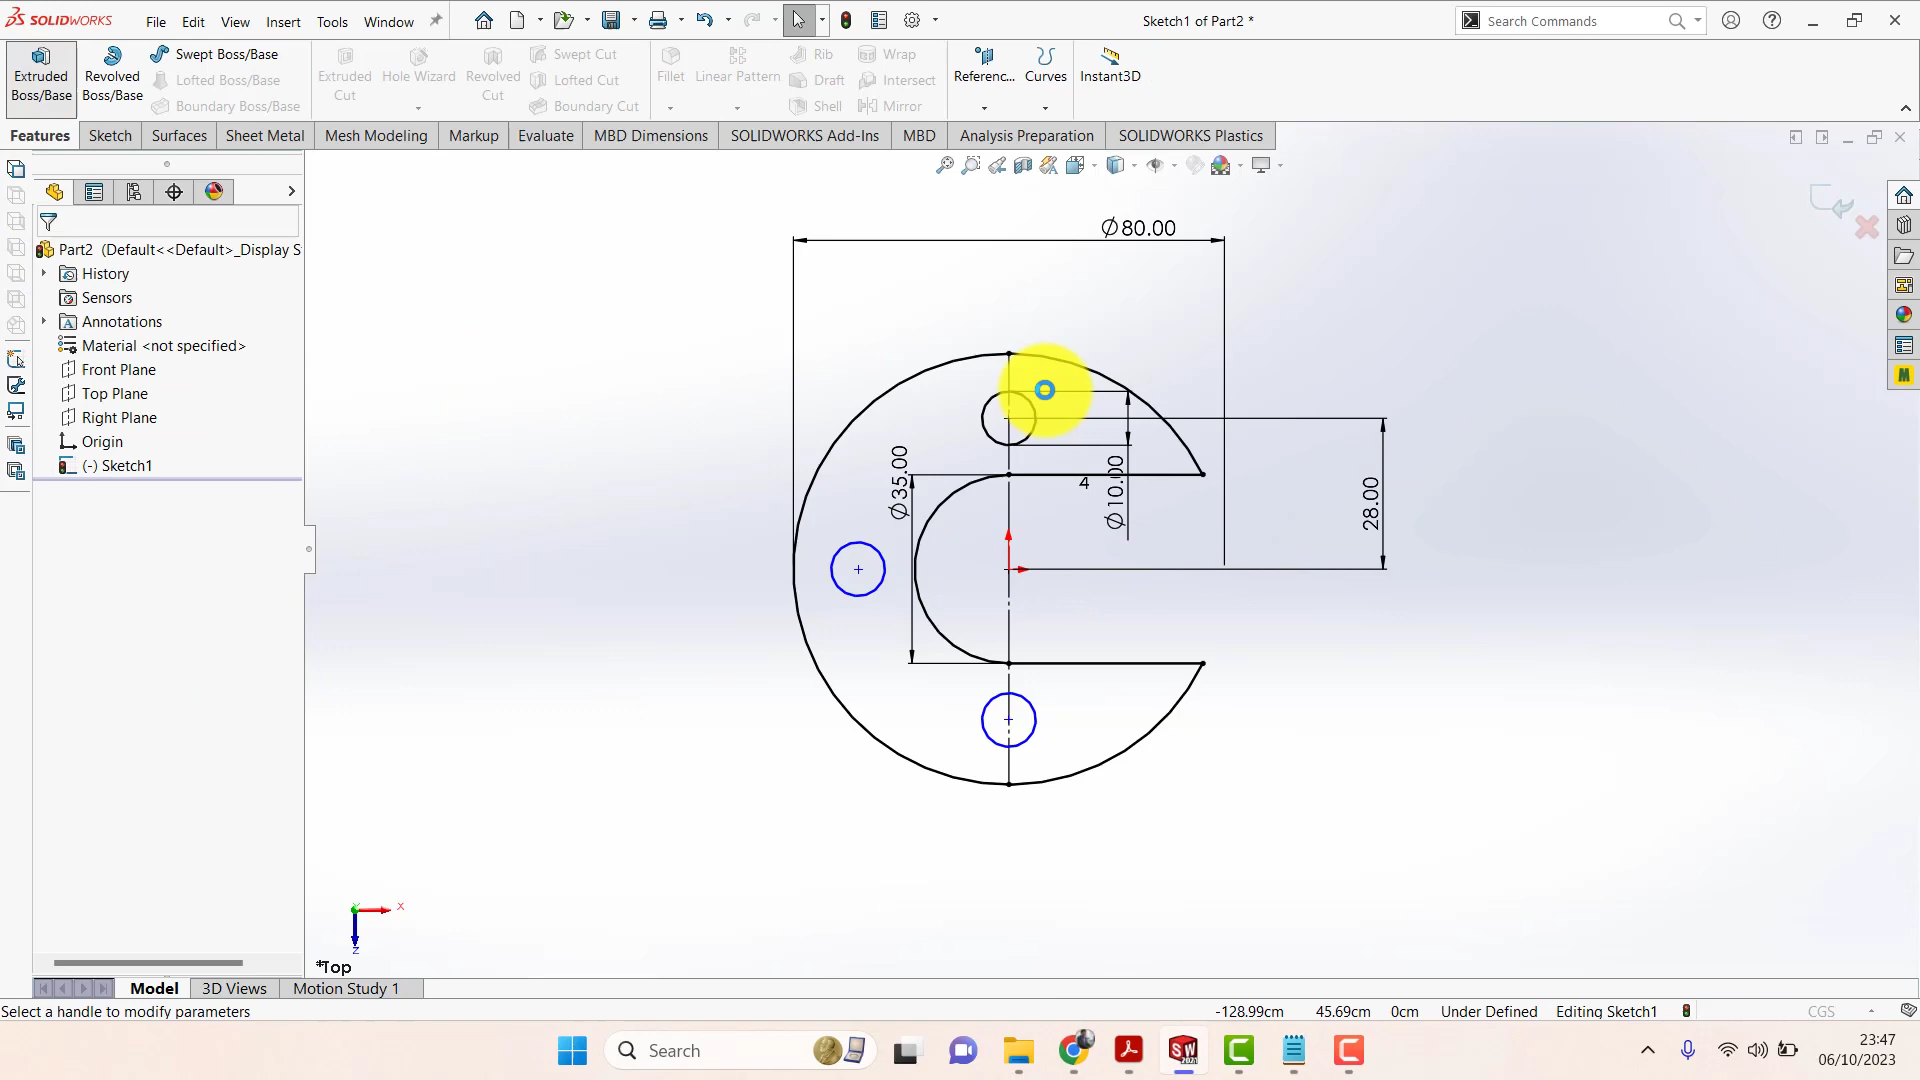 SOLIDWORKS File Edit View Insert Tools Window Sketch1 of Part2 * Search Commands
Extruded Boss/Base Revolved Boss/Base Swept Boss/Base Lofted Boss/Base Boundary Boss/Base Extruded Cut Hole Wizard Revolved Cut Swept Cut Lofted Cut Boundary Cut Fillet Linear Pattern Rib Draft Shell Wrap Intersect Mirror Referenc... Curves Instant3D
Features Sketch Surfaces Sheet Metal Mesh Modeling Markup Evaluate MBD Dimensions SOLIDWORKS Add-Ins MBD Analysis Preparation SOLIDWORKS Plastics
Part2 (Default<<Default>_Display S
History
Sensors
Annotations
Material <not specified>
Front Plane
Top Plane
Right Plane
Origin
(-) Sketch1
Ø80.00
Ø35.00
4
Ø10.00
28.00
X
Y
Z
*Top
Model 3D Views Motion Study 1
Select a handle to modify parameters -128.99cm 45.69cm 0cm Under Defined Editing Sketch1 CGS
Search 23:47
06/10/2023